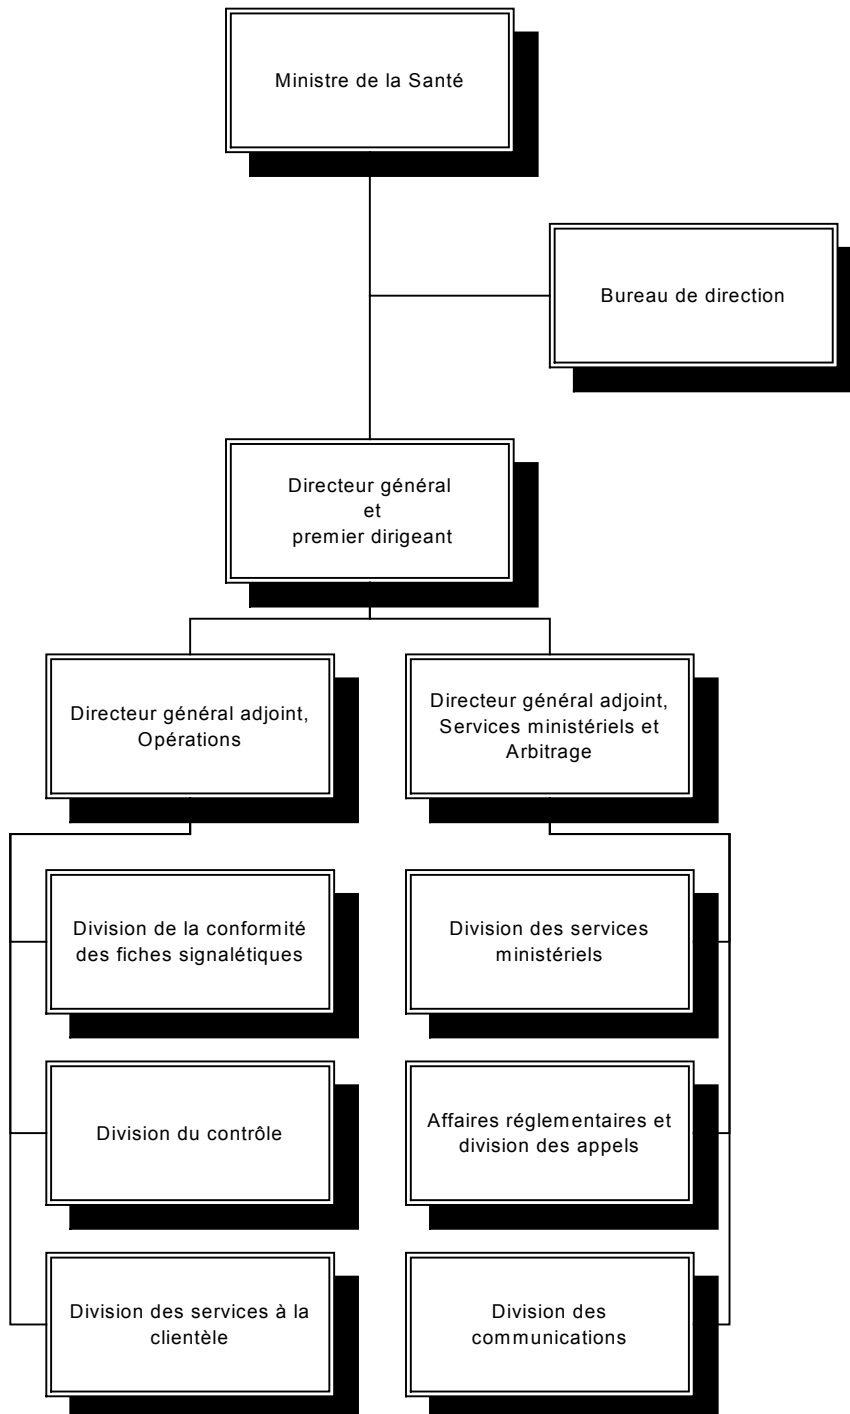 Ministre de la Santé
Bureau de direction
Directeur général
et
premier dirigeant
Directeur général adjoint,
Opérations
Directeur général adjoint,
Services ministériels et
Arbitrage
Division de la conformité
des fiches signalétiques
Division des services
ministériels
Division du contrôle
Affaires réglementaires et
division des appels
Division des services à la
clientèle
Division des
communications